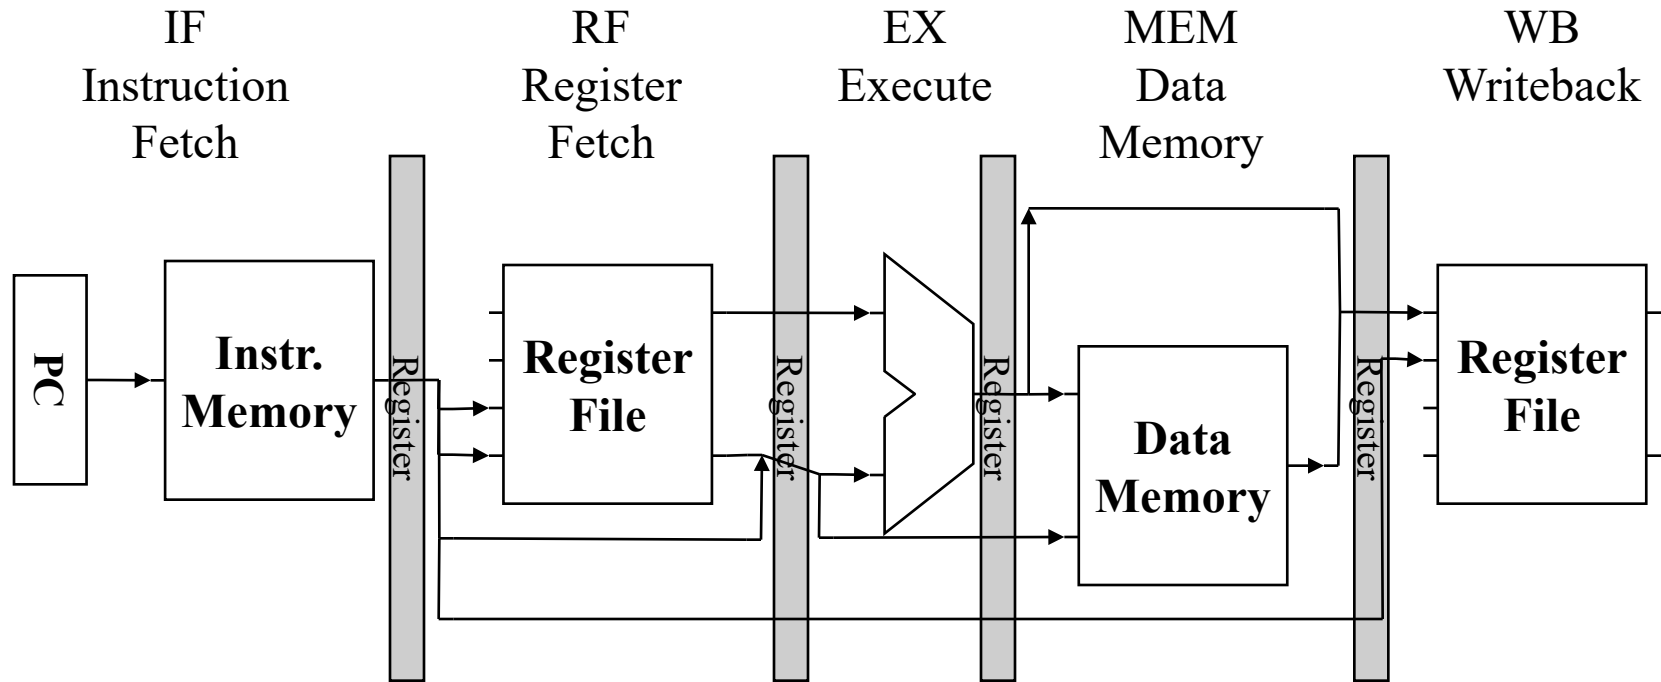 IF
Instruction
Fetch
RF
Register
Fetch
EX
Execute
MEM
Data
Memory
WB
Writeback
PC
Instr.
Memory
Register
Register
File
Register
Register
Data
Memory
Register
Register
File